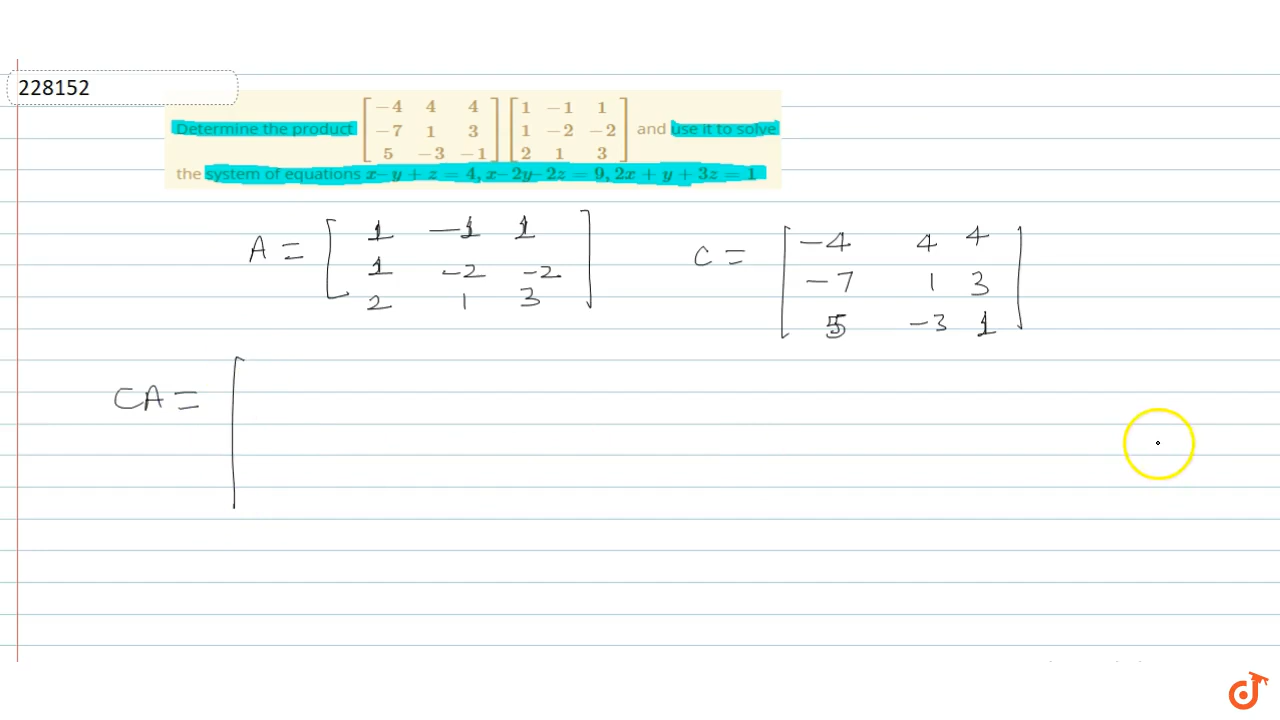 228152
Determine the product [−4 4 4 −7 1 3 5 −3 −1] [1 −1 1 1 −2 −2 2 1 3] and use it to solve
the system of equations x–y + z = 4, x–2y–2z = 9, 2x + y + 3z = 1
A = [1 −1 1 C = [−4 4 4
1 −2 −2 −7 1 3
2 1 3] 5 −3 1]
CA = [